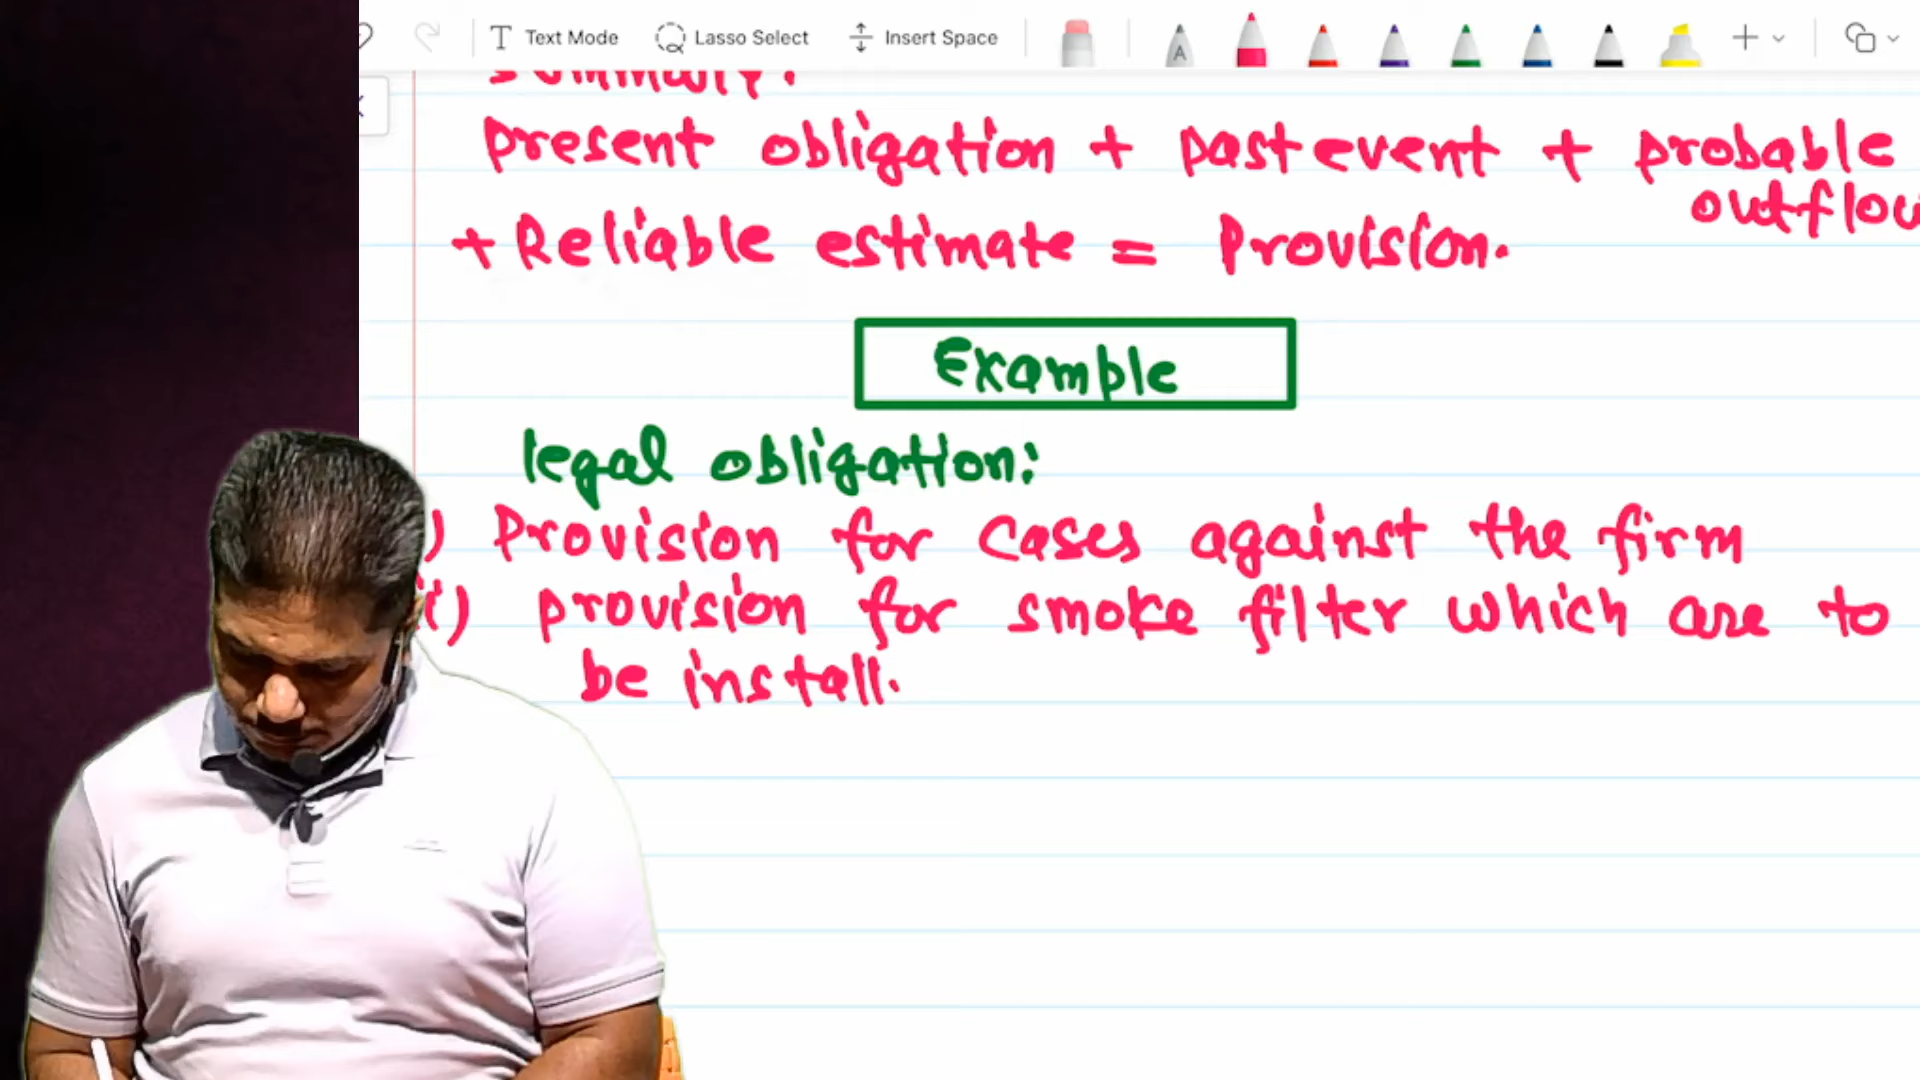 Text Mode Lasso Select Insert Space
A
Summary:
Present obligation + past event + probable
outflow
+ Reliable estimate = Provision.
Example
legal obligation:
) Provision for cases against the firm
i) provision for smoke filter which are to
be install.